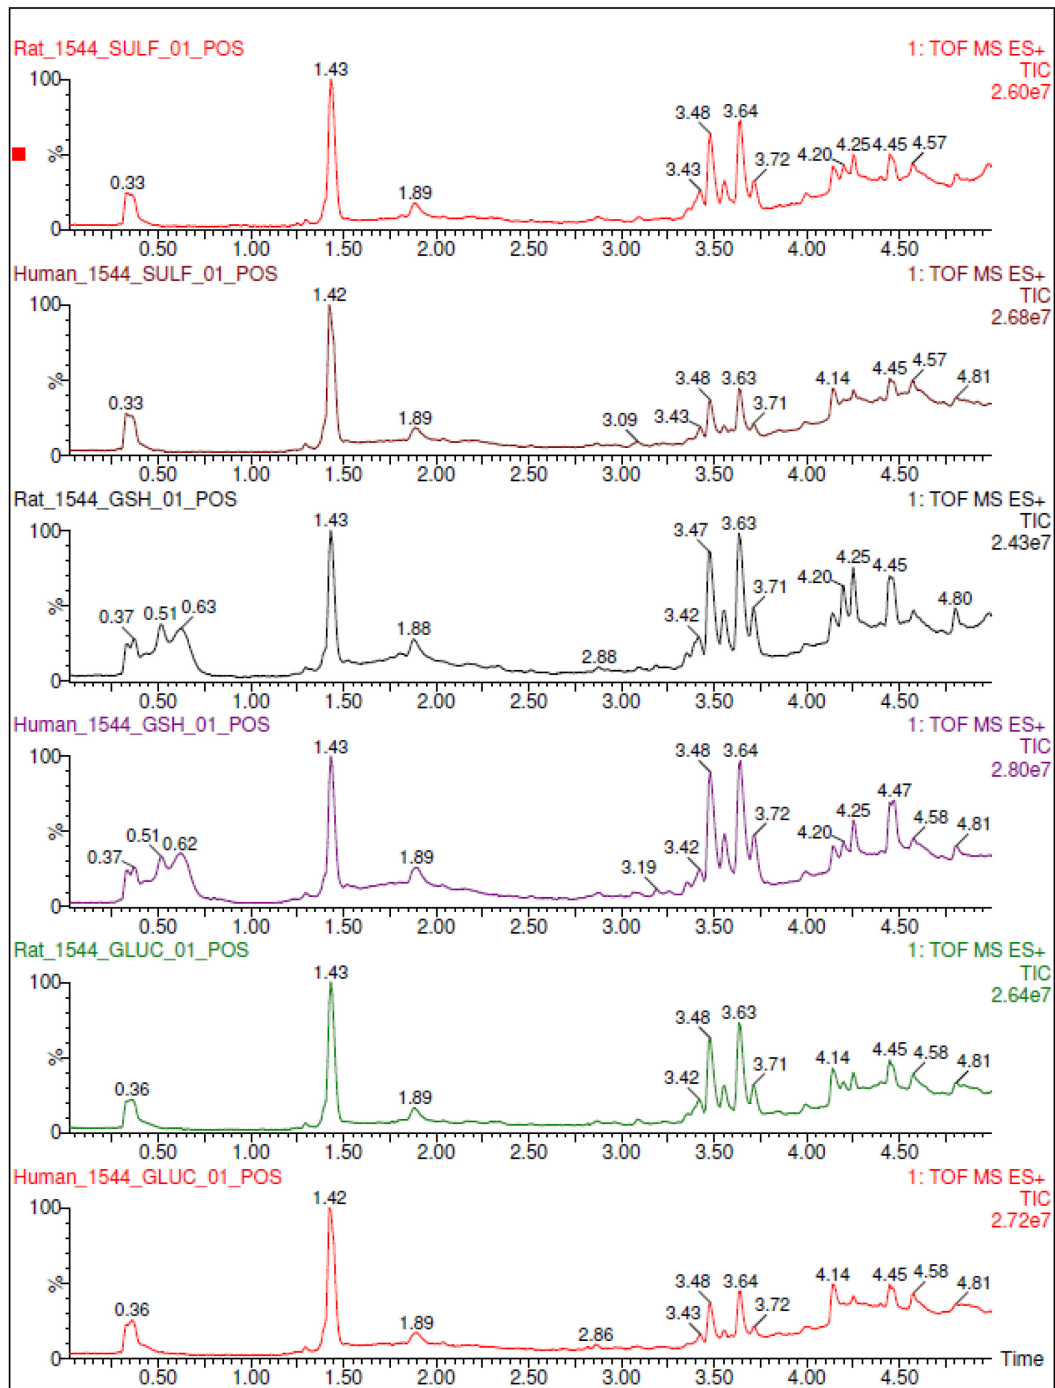 Rat_1544_SULF_01_POS 1: TOF MS ES+
TIC
2.60e7
100
%
0
0.33 1.43 1.89 3.43 3.48 3.64 3.72 4.20 4.25 4.45 4.57
0.50 1.00 1.50 2.00 2.50 3.00 3.50 4.00 4.50
Human_1544_SULF_01_POS 1: TOF MS ES+
TIC
2.68e7
100
%
0
0.33 1.42 1.89 3.09 3.43 3.48 3.63 3.71 4.14 4.45 4.57 4.81
0.50 1.00 1.50 2.00 2.50 3.00 3.50 4.00 4.50
Rat_1544_GSH_01_POS 1: TOF MS ES+
TIC
2.43e7
100
%
0
0.37 0.51 0.63 1.43 1.88 2.88 3.42 3.47 3.63 3.71 4.20 4.25 4.45 4.80
0.50 1.00 1.50 2.00 2.50 3.00 3.50 4.00 4.50
Human_1544_GSH_01_POS 1: TOF MS ES+
TIC
2.80e7
100
%
0
0.37 0.51 0.62 1.43 1.89 3.19 3.42 3.48 3.64 3.72 4.20 4.25 4.47 4.58 4.81
0.50 1.00 1.50 2.00 2.50 3.00 3.50 4.00 4.50
Rat_1544_GLUC_01_POS 1: TOF MS ES+
TIC
2.64e7
100
%
0
0.36 1.43 1.89 3.42 3.48 3.63 3.71 4.14 4.45 4.58 4.81
0.50 1.00 1.50 2.00 2.50 3.00 3.50 4.00 4.50
Human_1544_GLUC_01_POS 1: TOF MS ES+
TIC
2.72e7
100
%
0
0.36 1.42 1.89 2.86 3.43 3.48 3.64 3.72 4.14 4.45 4.58 4.81
Time
0.50 1.00 1.50 2.00 2.50 3.00 3.50 4.00 4.50